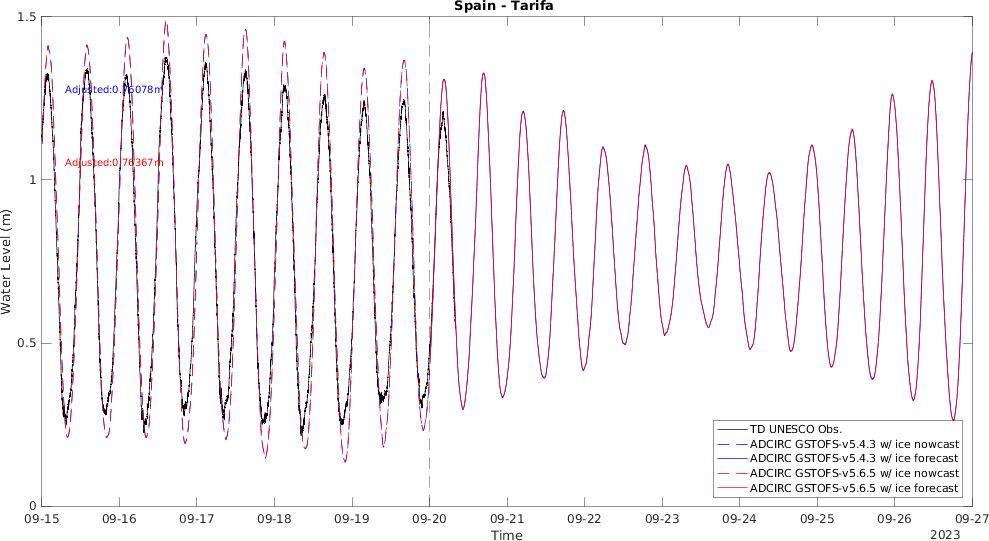 Spain - Tarifa
1.5
1
0.5
0
Water Level (m)
Adjusted:0.76078m
Adjusted:0.76367m
TD UNESCO Obs.
ADCIRC GSTOFS-v5.4.3 w/ ice nowcast
ADCIRC GSTOFS-v5.4.3 w/ ice forecast
ADCIRC GSTOFS-v5.6.5 w/ ice nowcast
ADCIRC GSTOFS-v5.6.5 w/ ice forecast
09-15 09-16 09-17 09-18 09-19 09-20 09-21 09-22 09-23 09-24 09-25 09-26 09-27
Time
2023